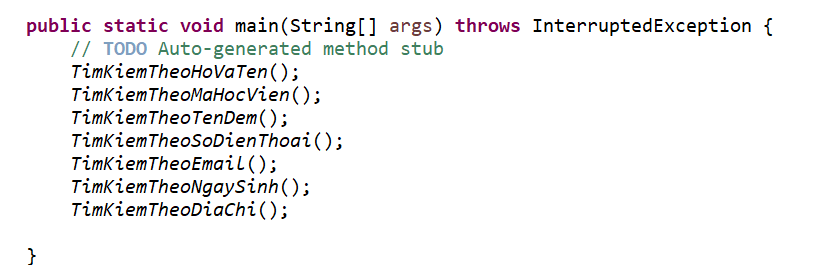 public static void main(String[] args) throws InterruptedException {
// TODO Auto-generated method stub
TimKiemTheoHoVaTen();
TimKiemTheoMaHocVien();
TimKiemTheoTenDem();
TimKiemTheoSoDienThoai();
TimKiemTheoEmail();
TimKiemTheoNgaySinh();
TimKiemTheoDiaChi();
}